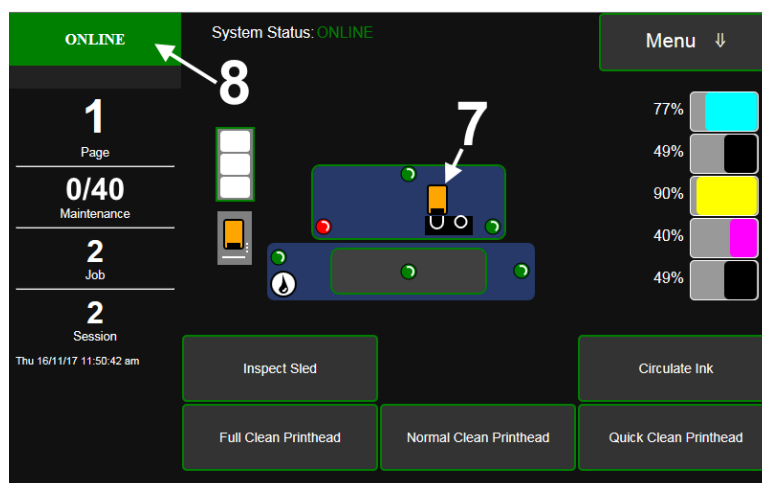 ONLINE
System Status: ONLINE
Menu ⇓
8
7
1
Page
0/40
Maintenance
2
Job
2
Session
Thu 16/11/17 11:50:42 am
77%
49%
90%
40%
49%
Inspect Sled
Circulate Ink
Full Clean Printhead
Normal Clean Printhead
Quick Clean Printhead